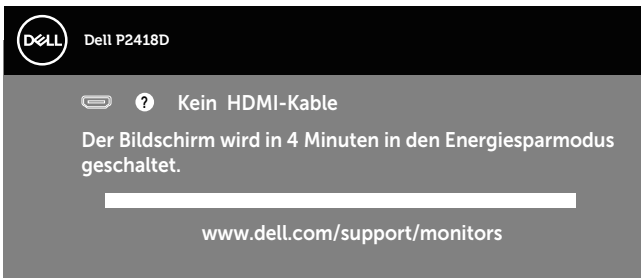 DELL
Dell P2418D
? Kein HDMI-Kable
Der Bildschirm wird in 4 Minuten in den Energiesparmodus
geschaltet.
www.dell.com/support/monitors